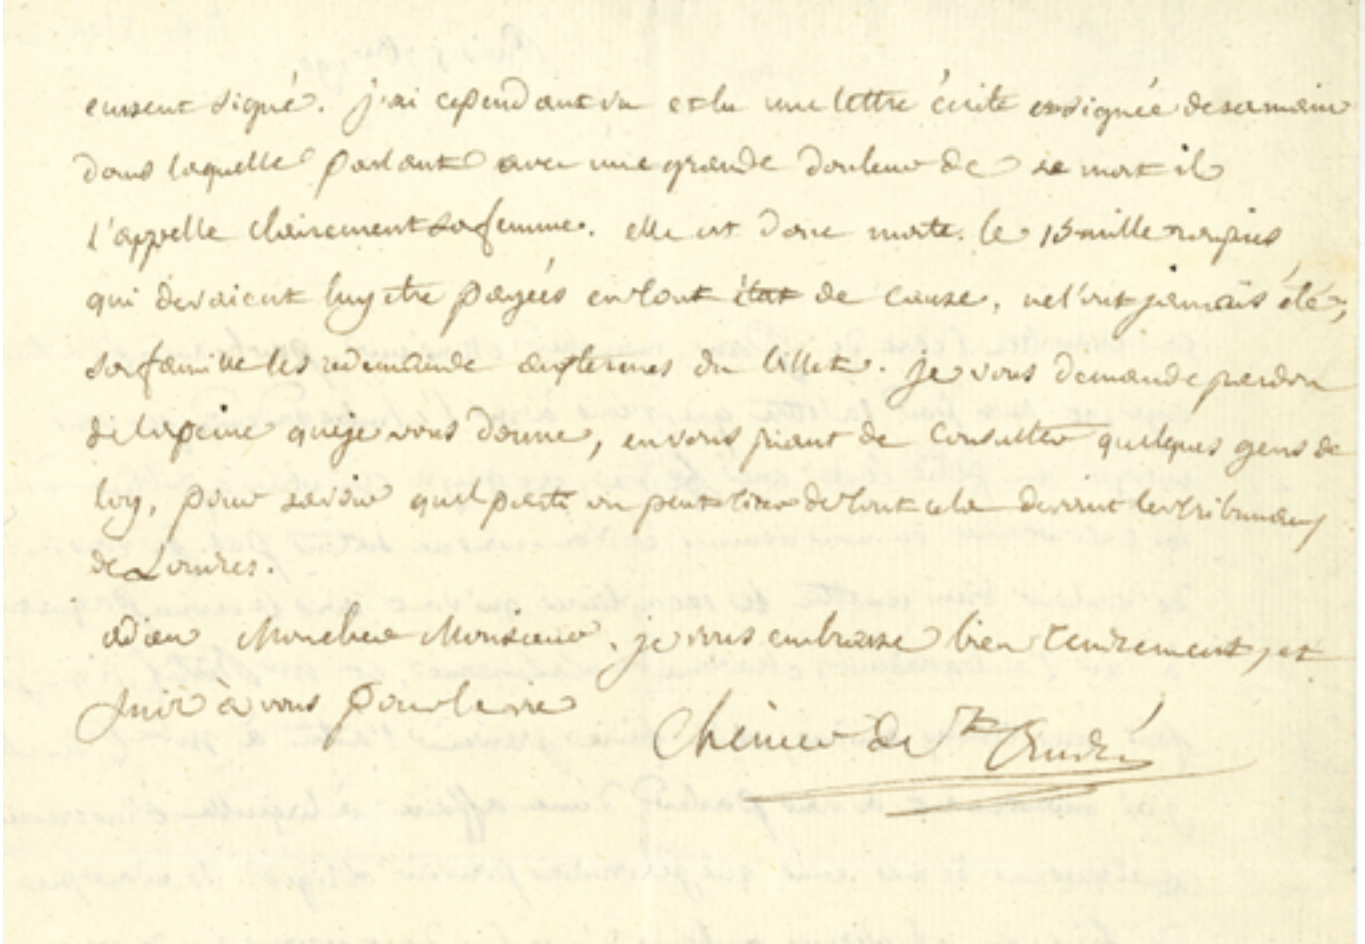 eussent signé. j'ai cependant vu et lu une lettre écrite et signée de sa main
dans laquelle parlant avec une grande douleur de sa mort il
l'appelle clairement sa femme. elle est donc morte. le 15 mille roupies
qui devaient luy etre payées en tout état de cause, ne l'ont jamais été,
sa famille les redemande aux termes du billet. je vous demande pardon
de la peine que je vous donne, en vous priant de consulter quelques gens de
loy, pour savoir quel parti on peut tirer de tout cela devant les tribunaux
de Londres.
adieu Mon cher Monsieur. je vous embrasse bien tendrement, et
suis à vous pour la vie
Chénier de St André